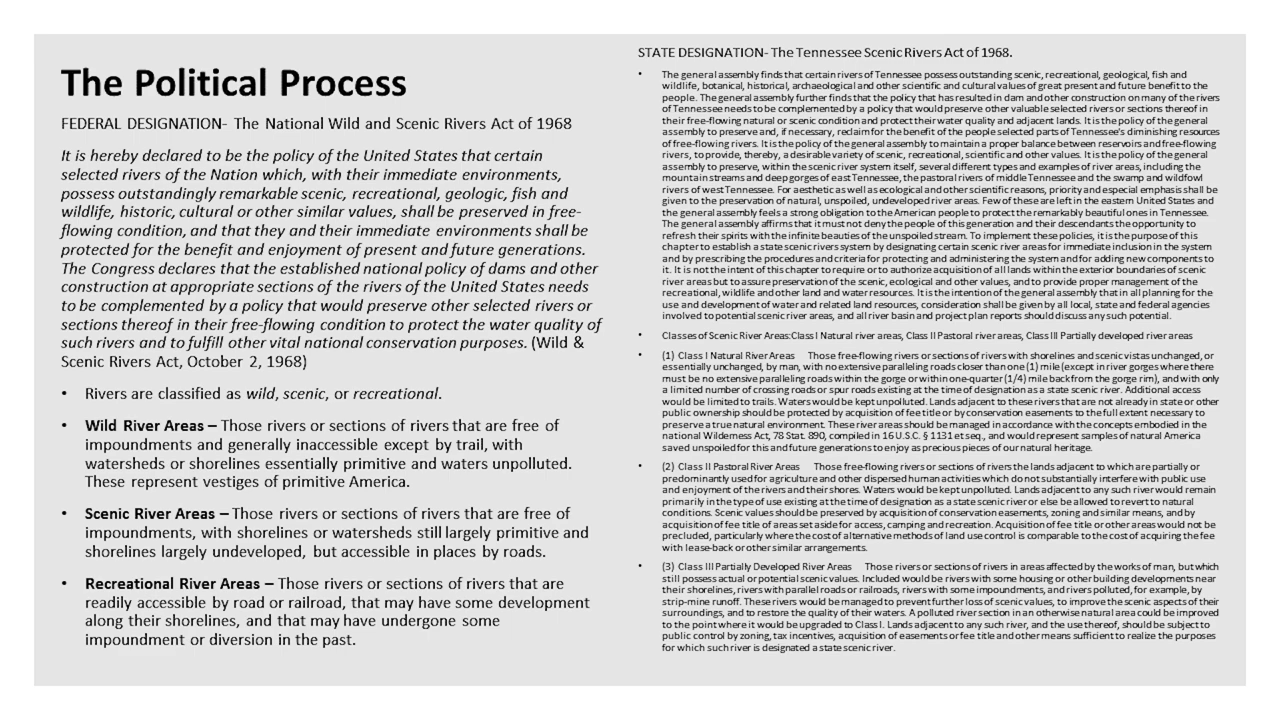 The Political Process
FEDERAL DESIGNATION- The National Wild and Scenic Rivers Act of 1968
It is hereby declared to be the policy of the United States that certain
selected rivers of the Nation which, with their immediate environments,
possess outstandingly remarkable scenic, recreational, geologic, fish and
wildlife, historic, cultural or other similar values, shall be preserved in free-
flowing condition, and that they and their immediate environments shall be
protected for the benefit and enjoyment of present and future generations.
The Congress declares that the established national policy of dams and other
construction at appropriate sections of the rivers of the United States needs
to be complemented by a policy that would preserve other selected rivers or
sections thereof in their free-flowing condition to protect the water quality of
such rivers and to fulfill other vital national conservation purposes. (Wild &
Scenic Rivers Act, October 2, 1968)
• Rivers are classified as wild, scenic, or recreational.
• Wild River Areas – Those rivers or sections of rivers that are free of
impoundments and generally inaccessible except by trail, with
watersheds or shorelines essentially primitive and waters unpolluted.
These represent vestiges of primitive America.
• Scenic River Areas – Those rivers or sections of rivers that are free of
impoundments, with shorelines or watersheds still largely primitive and
shorelines largely undeveloped, but accessible in places by roads.
• Recreational River Areas – Those rivers or sections of rivers that are
readily accessible by road or railroad, that may have some development
along their shorelines, and that may have undergone some
impoundment or diversion in the past.
STATE DESIGNATION- The Tennessee Scenic Rivers Act of 1968.
• The general assembly finds that certain rivers of Tennessee possess outstanding scenic, recreational, geological, fish and
wildlife, botanical, historical, archaeological and other scientific and cultural values of great present and future benefit to the
people. The general assembly further finds that the policy that has resulted in dam and other construction on many of the rivers
of Tennessee needs to be complemented by a policy that would preserve other valuable selected rivers or sections thereof in
their free-flowing natural or scenic condition and protect their water quality and adjacent lands. It is the policy of the general
assembly to preserve and, if necessary, reclaim for the benefit of the people selected parts of Tennessee's diminishing resources
of free-flowing rivers. It is the policy of the general assembly to maintain a proper balance between reservoirs and free-flowing
rivers, to provide, thereby, a desirable variety of scenic, recreational, scientific and other values. It is the policy of the general
assembly to preserve, within the scenic river system itself, several different types and examples of river areas, including the
mountain streams and deep gorges of east Tennessee, the pastoral rivers of middle Tennessee and the swamp and wildfowl
rivers of west Tennessee. For aesthetic as well as ecological and other scientific reasons, priority and especial emphasis shall be
given to the preservation of natural, unspoiled, undeveloped river areas. Few of these are left in the eastern United States and
the general assembly feels a strong obligation to the American people to protect the remarkably beautiful ones in Tennessee.
The general assembly affirms that it must not deny the people of this generation and their descendants the opportunity to
refresh their spirits with the infinite beauties of the unspoiled stream. To implement these policies, it is the purpose of this
chapter to establish a state scenic rivers system by designating certain scenic river areas for immediate inclusion in the system
and by prescribing the procedures and criteria for protecting and administering the system and for adding new components to
it. It is not the intent of this chapter to require or to authorize acquisition of all lands within the exterior boundaries of scenic
river areas but to assure preservation of the scenic, ecological and other values, and to provide proper management of the
recreational, wildlife and other land and water resources. It is the intention of the general assembly that in all planning for the
use and development of water and related land resources, consideration shall be given by all local, state and federal agencies
involved to potential scenic river areas, and all river basin and project plan reports should discuss any such potential.
• Classes of Scenic River Areas:Class I Natural river areas, Class II Pastoral river areas, Class III Partially developed river areas
• (1) Class I Natural River Areas Those free-flowing rivers or sections of rivers with shorelines and scenic vistas unchanged, or
essentially unchanged, by man, with no extensive paralleling roads closer than one (1) mile (except in river gorges where there
must be no extensive paralleling roads within the gorge or within one-quarter (1/4) mile back from the gorge rim), and with only
a limited number of crossing roads or spur roads existing at the time of designation as a state scenic river. Additional access
would be limited to trails. Waters would be kept unpolluted. Lands adjacent to these rivers that are not already in state or other
public ownership should be protected by acquisition of fee title or by conservation easements to the full extent necessary to
preserve a true natural environment. These rivers should be managed in accordance with the concepts embodied in the
national Wilderness Act, 78 Stat. 890, compiled in 16 U.S.C. § 1131 et seq., and would represent samples of natural America
saved unspoiled for this and future generations to enjoy as precious pieces of our natural heritage.
• (2) Class II Pastoral River Areas Those free-flowing rivers or sections of rivers the lands adjacent to which are partially or
predominantly used for agriculture and other dispersed human activities which do not substantially interfere with public use
and enjoyment of the rivers and their shores. Waters would be kept unpolluted. Lands adjacent to any such river would remain
primarily in the type of use existing at the time of designation as a state scenic river or else be allowed to revert to natural
conditions. Scenic values should be preserved by acquisition of conservation easements, zoning and similar means, and by
acquisition of fee title of areas set aside for access, camping and recreation. Acquisition of fee title or other areas would not be
precluded, particularly where the cost of alternative methods of land use control is comparable to the cost of acquiring the fee
with lease-back or other similar arrangements.
• (3) Class III Partially Developed River Areas Those rivers or sections of rivers in areas affected by the works of man, but which
still possess actual or potential scenic values. Included would be rivers with some housing or other building developments near
their shorelines, rivers with parallel roads or railroads, rivers with some impoundments, and rivers polluted, for example, by
strip-mine runoff. These rivers would be managed to prevent further loss of scenic values, to improve the scenic aspects of their
surroundings, and to restore the quality of their waters. A polluted river section in an otherwise natural area could be improved
to the point where it would be upgraded to Class I. Lands adjacent to any such river, and the use thereof, should be subject to
public control by zoning, tax incentives, acquisition of easements or fee title and other means sufficient to realize the purposes
for which such river is designated a state scenic river.